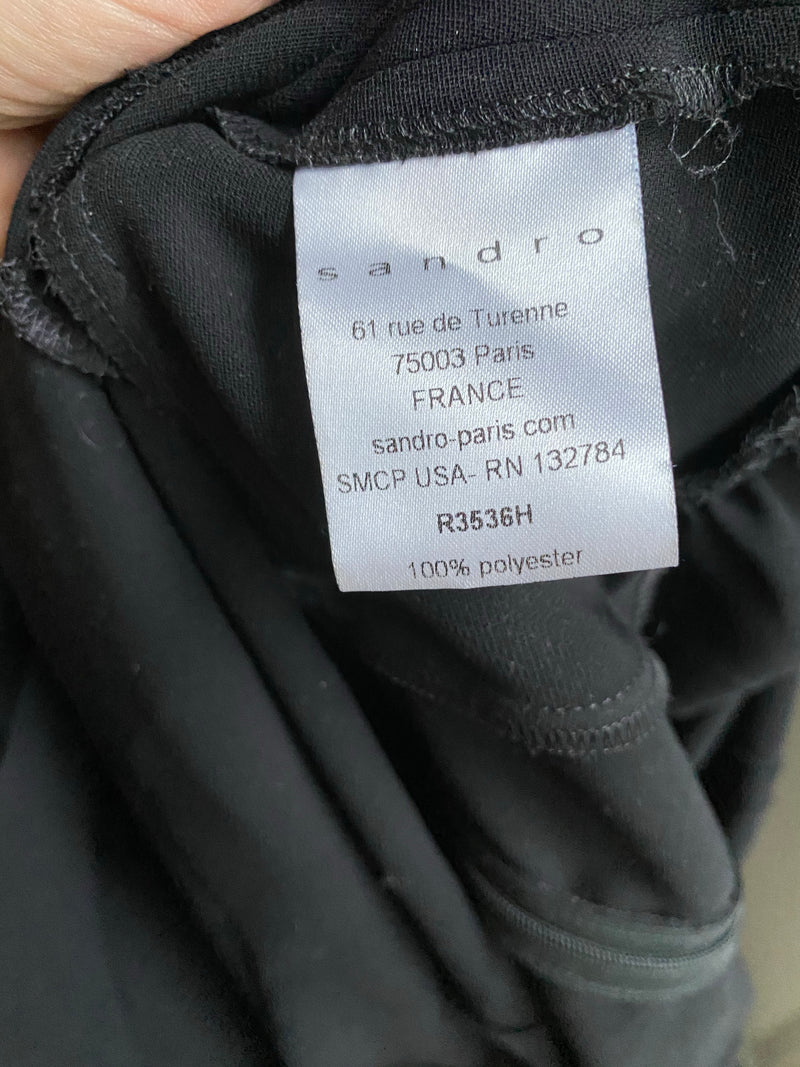 sandro
61 rue de Turenne
75003 Paris
FRANCE
sandro-paris.com
SMCP USA- RN 132784
R3536H
100% polyester